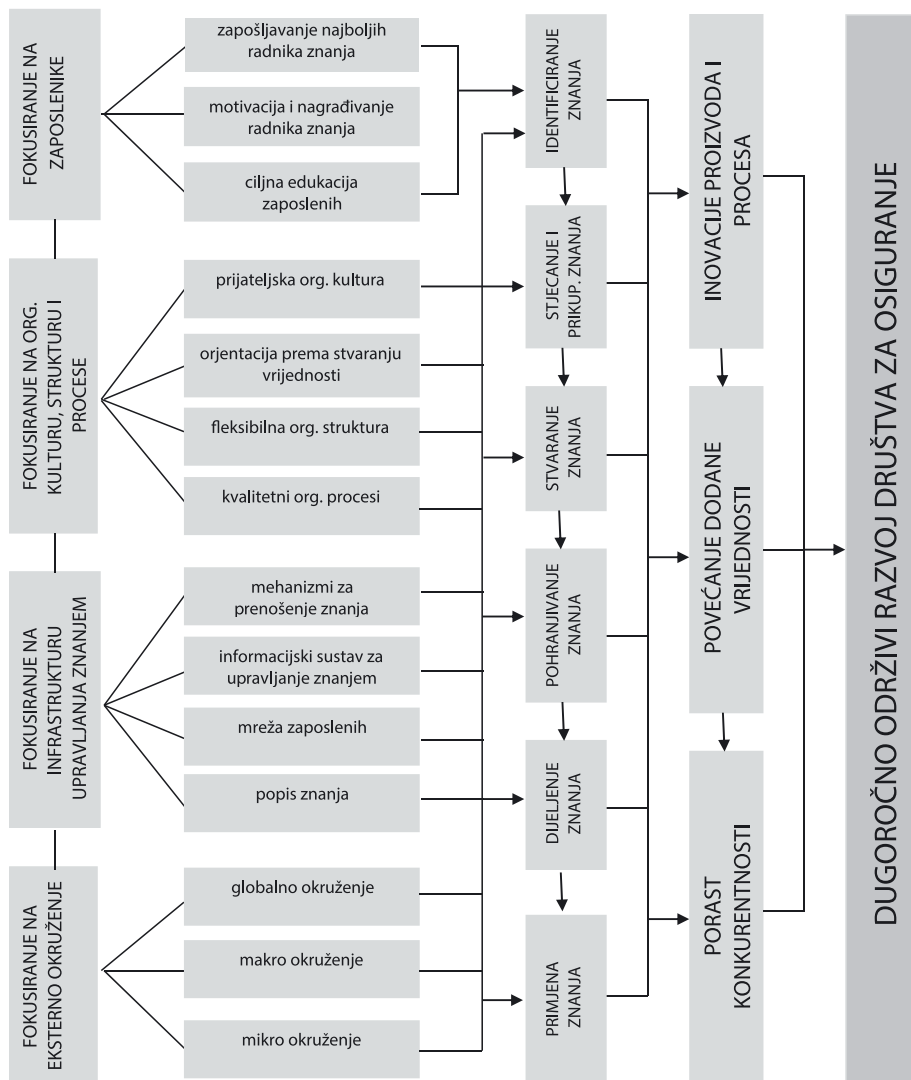 FOKUSIRANJE NA
ZAPOSLENIKE
zapošljavanje najboljih
radnika znanja
motivacija i nagrađivanje
radnika znanja
ciljna edukacija
zaposlenih
FOKUSIRANJE NA ORG.
KULTURU, STRUKTURU I
PROCESE
prijateljska org. kultura
orjentacija prema stvaranju
vrijednosti
fleksibilna org. struktura
kvalitetni org. procesi
FOKUSIRANJE NA
INFRASTRUKTURU
UPRAVLJANJA ZNANJEM
mehanizmi za
prenošenje znanja
informacijski sustav za
upravljanje znanjem
mreža zaposlenih
popis znanja
FOKUSIRANJE NA
EKSTERNO OKRUŽENJE
globalno okruženje
makro okruženje
mikro okruženje
IDENTIFICIRANJE
ZNANJA
STJECANJE I
PRIKUP. ZNANJA
STVARANJE
ZNANJA
POHRANJIVANJE
ZNANJA
DIJELJENJE
ZNANJA
PRIMJENA
ZNANJA
INOVACIJE PROIZVODA I
PROCESA
POVEĆANJE DODANE
VRIJEDNOSTI
PORAST
KONKURENTNOSTI
DUGOROČNO ODRŽIVI RAZVOJ DRUŠTVA ZA OSIGURANJE